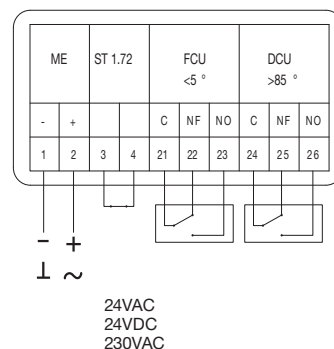 ME ST 1.72 FCU DCU
<5 ° >85 °
- + C NF NO C NF NO
1 2 3 4 21 22 23 24 25 26
- +
⊥ ~
24VAC
24VDC
230VAC